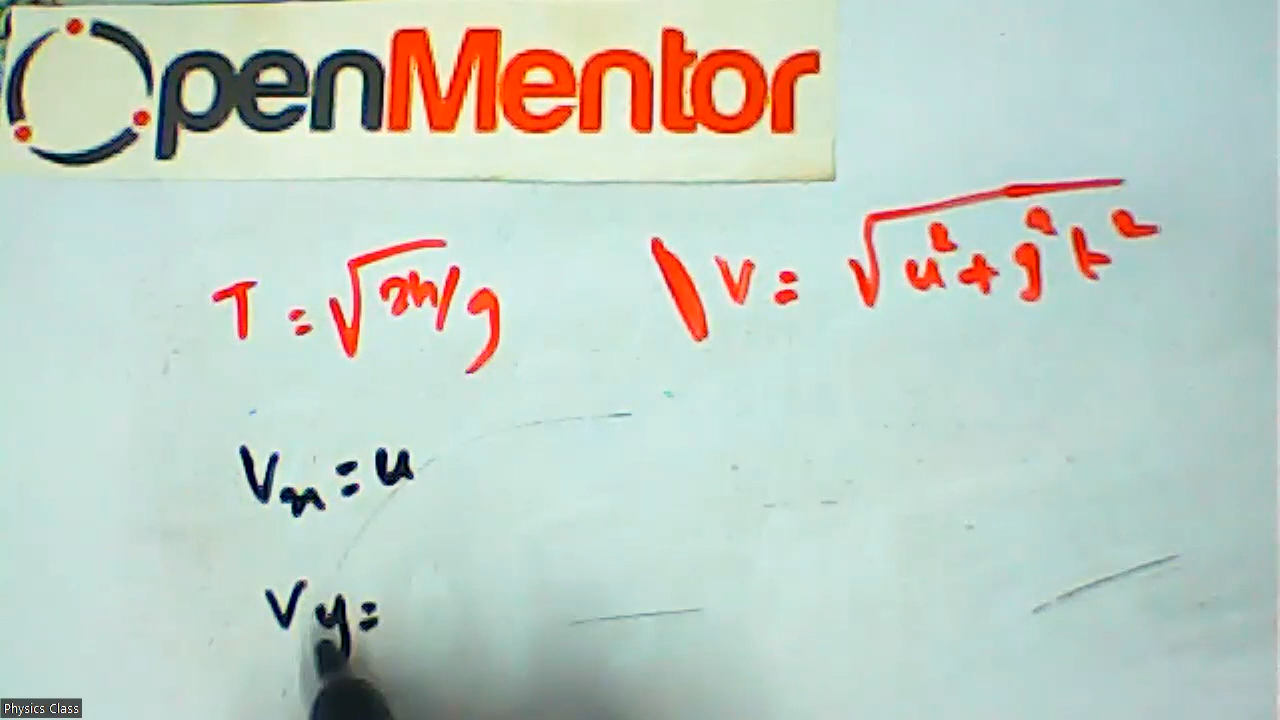 OpenMentor
T = √2h/g
V = √u²+g²t²
Vx = u
Vy =
Physics Class